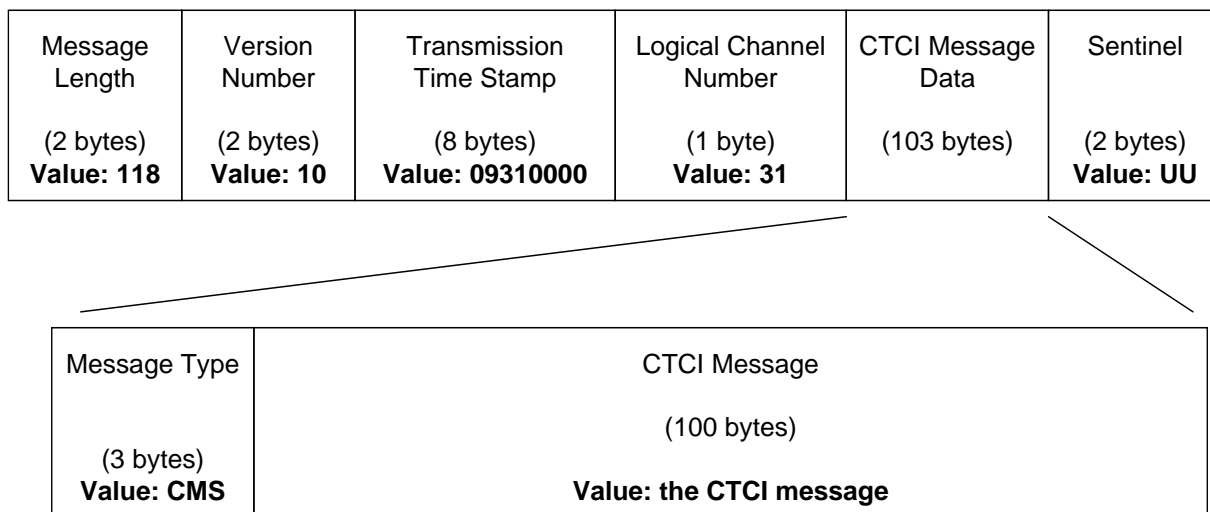 Message Length
(2 bytes)
Value: 118
Version Number
(2 bytes)
Value: 10
Transmission Time Stamp
(8 bytes)
Value: 09310000
Logical Channel Number
(1 byte)
Value: 31
CTCI Message Data
(103 bytes)
Sentinel
(2 bytes)
Value: UU
Message Type
(3 bytes)
Value: CMS
CTCI Message
(100 bytes)
Value: the CTCI message